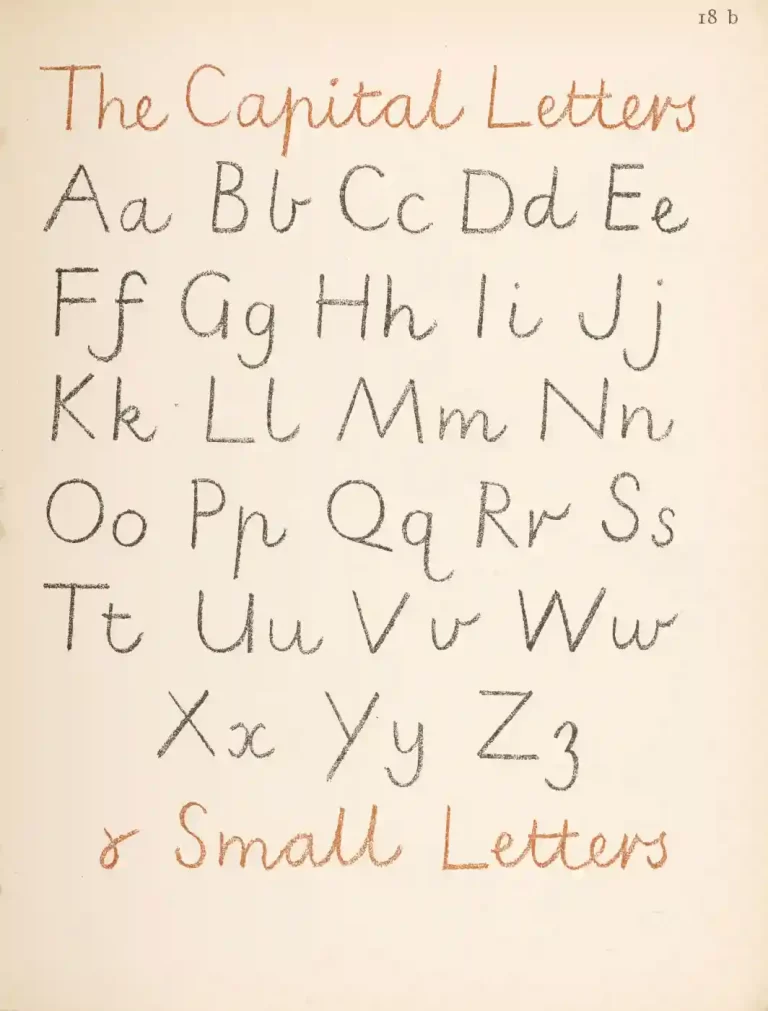 18 b
The Capital Letters
Aa Bb Cc Dd Ee
Ff Gg Hh Ii Jj
Kk Ll Mm Nn
Oo Pp Qq Rr Ss
Tt Uu Vv Ww
Xx Yy Zz
& Small Letters